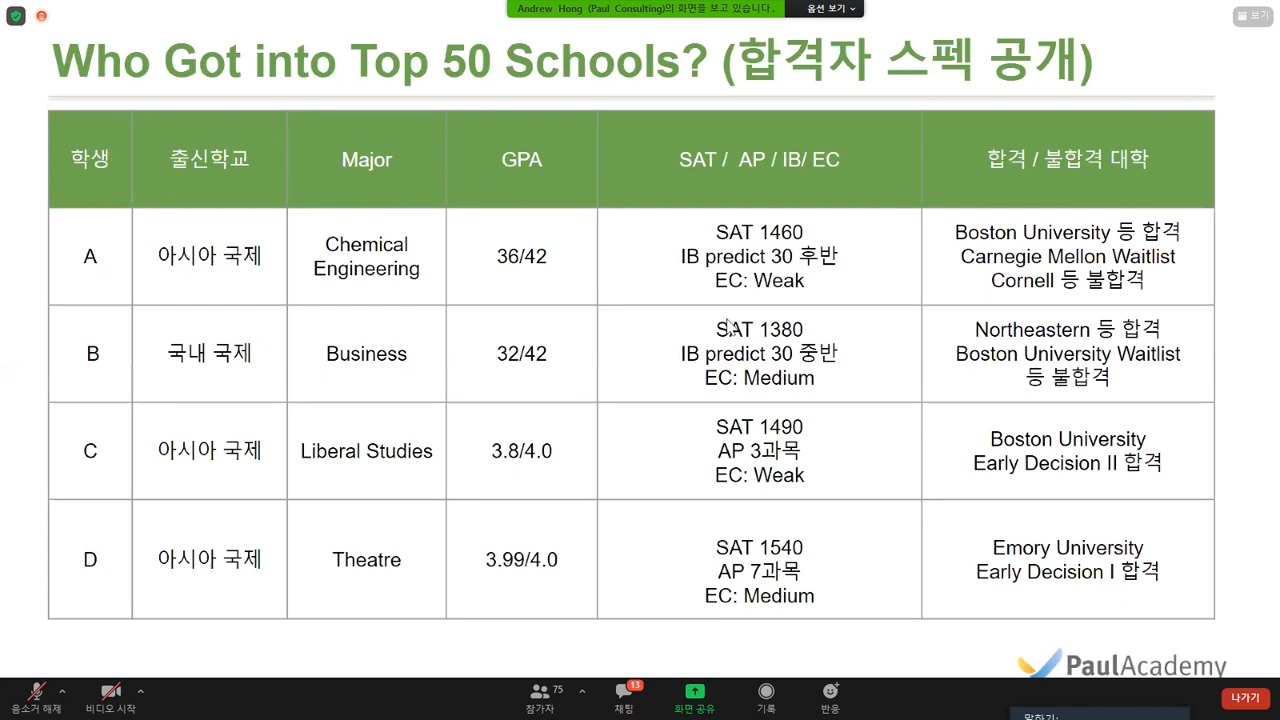 Andrew Hong (Paul Consulting)의 화면을 보고 있습니다.
옵션 보기
보기
Who Got into Top 50 Schools? (합격자 스펙 공개)
학생
출신학교
Major
GPA
SAT / AP / IB/ EC
합격 / 불합격 대학
A
아시아 국제
Chemical
Engineering
36/42
SAT 1460
IB predict 30 후반
EC: Weak
Boston University 등 합격
Carnegie Mellon Waitlist
Cornell 등 불합격
B
국내 국제
Business
32/42
SAT 1380
IB predict 30 중반
EC: Medium
Northeastern 등 합격
Boston University Waitlist
등 불합격
C
아시아 국제
Liberal Studies
3.8/4.0
SAT 1490
AP 3과목
EC: Weak
Boston University
Early Decision II 합격
D
아시아 국제
Theatre
3.99/4.0
SAT 1540
AP 7과목
EC: Medium
Emory University
Early Decision I 합격
PaulAcademy
음소거 해제
비디오 시작
75
참가자
13
채팅
화면 공유
기록
반응
나가기
말하기: